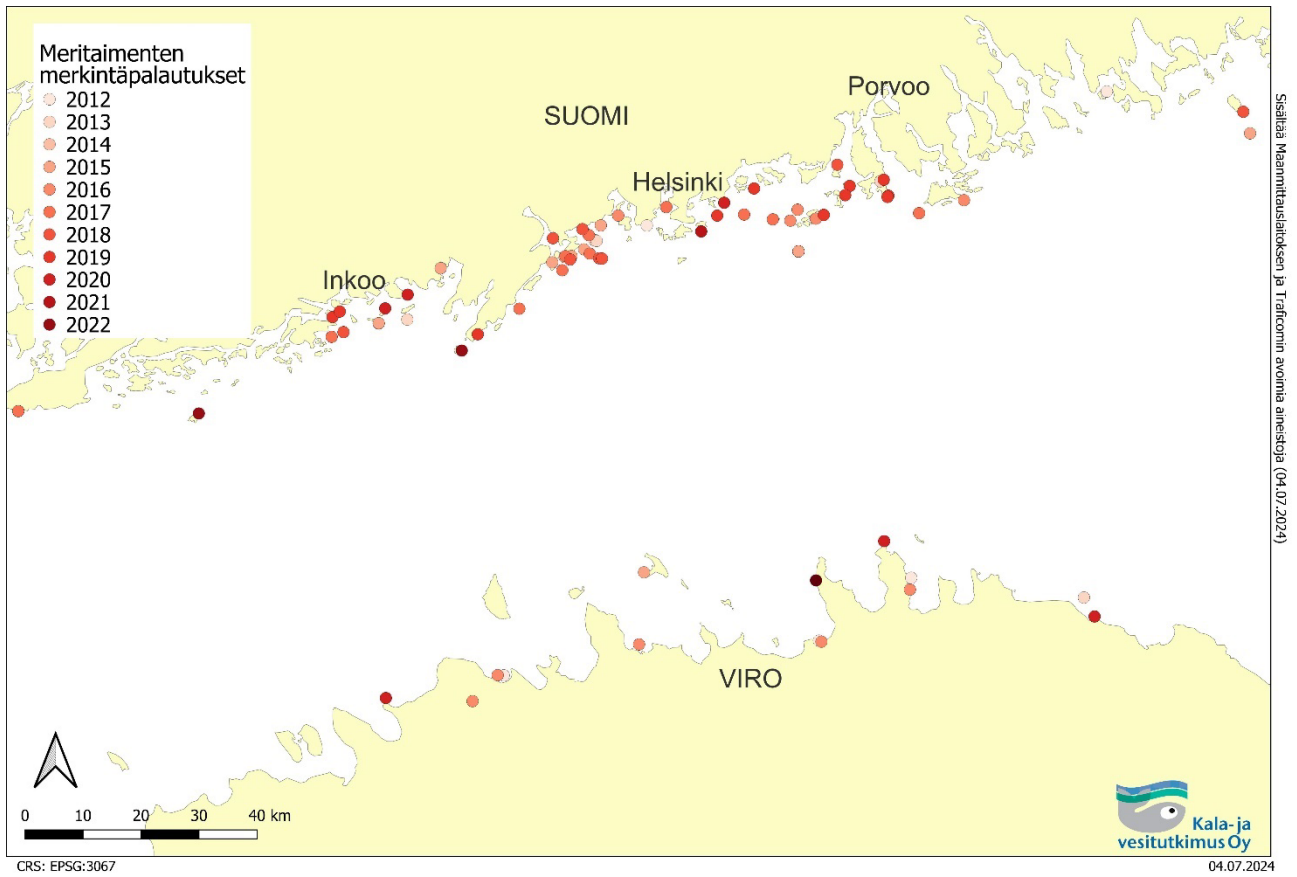 Meritaimenten
merkintäpalautukset
2012
2013
2014
2015
2016
2017
2018
2019
2020
2021
2022
SUOMI
Porvoo
Helsinki
Inkoo
VIRO
0 10 20 30 40 km
Kala- ja
vesitutkimus Oy
CRS: EPSG:3067
04.07.2024
Sisältää Maanmittauslaitoksen ja Traficomin avoimia aineistoja (04.07.2024)